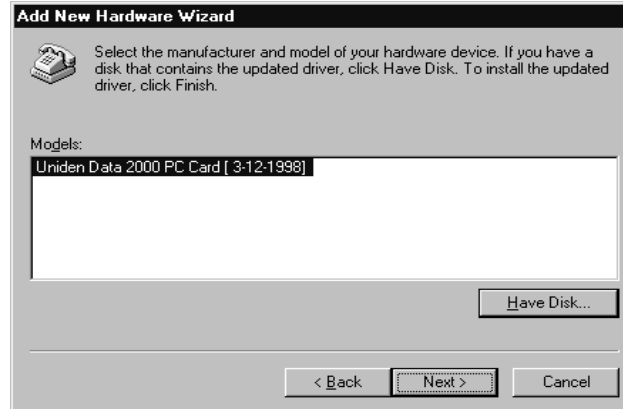 Add New Hardware Wizard
Select the manufacturer and model of your hardware device. If you have a
disk that contains the updated driver, click Have Disk. To install the updated
driver, click Finish.
Models:
Uniden Data 2000 PC Card [ 3-12-1998]
Have Disk...
< Back
Next >
Cancel